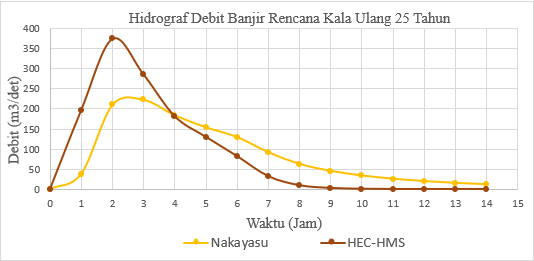 Hidrograf Debit Banjir Rencana Kala Ulang 25 Tahun
400
350
300
250
200
150
100
50
0
Debit (m3/det)
0 1 2 3 4 5 6 7 8 9 10 11 12 13 14 15
Waktu (Jam)
Nakayasu HEC-HMS